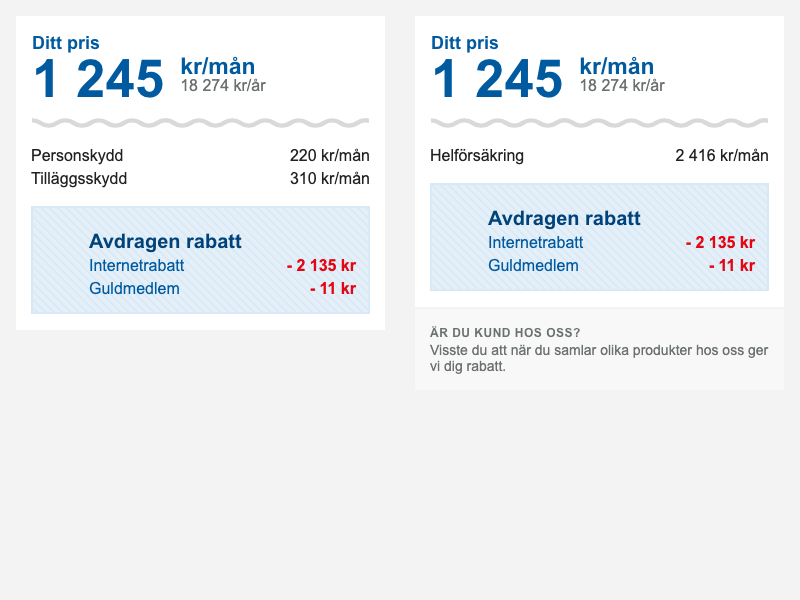 Ditt pris
1 245 kr/mån
18 274 kr/år
Personskydd 220 kr/mån
Tilläggsskydd 310 kr/mån
Avdragen rabatt
Internetrabatt - 2 135 kr
Guldmedlem - 11 kr
Ditt pris
1 245 kr/mån
18 274 kr/år
Helförsäkring 2 416 kr/mån
Avdragen rabatt
Internetrabatt - 2 135 kr
Guldmedlem - 11 kr
ÄR DU KUND HOS OSS?
Visste du att när du samlar olika produkter hos oss ger
vi dig rabatt.